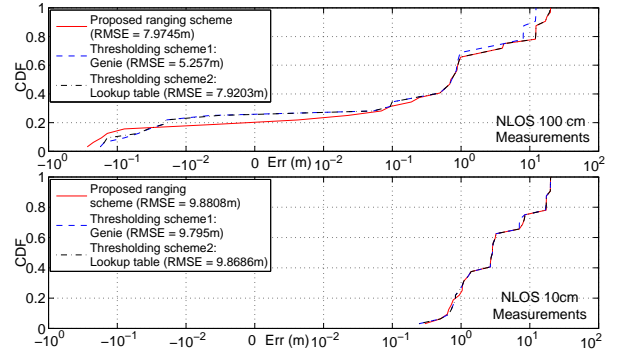 1
0.8
0.6
0.4
0.2
0
CDF
Proposed ranging scheme
(RMSE = 7.9745m)
Thresholding scheme1:
Genie (RMSE = 5.257m)
Thresholding scheme2:
Lookup table (RMSE = 7.9203m)
NLOS 100 cm
Measurements
−10^0 −10^-1 −10^-2 0 Err (m) 10^-2 10^-1 10^0 10^1 10^2
1
0.8
0.6
0.4
0.2
0
CDF
Proposed ranging
scheme (RMSE = 9.8808m)
Thresholding scheme1:
Genie (RMSE = 9.795m)
Thresholding scheme2:
Lookup table (RMSE = 9.8686m)
NLOS 10cm
Measurements
−10^0 −10^-1 −10^-2 0 Err (m) 10^-2 10^-1 10^0 10^1 10^2